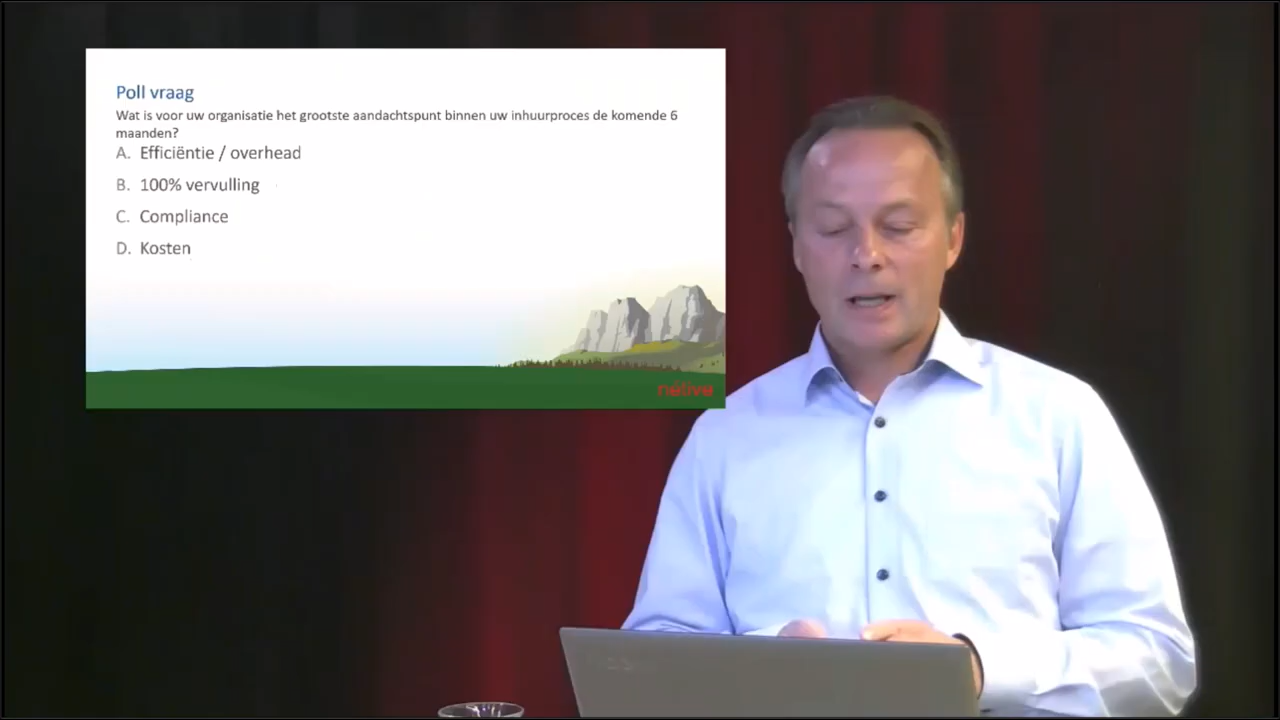 Poll vraag
Wat is voor uw organisatie het grootste aandachtspunt binnen uw inhuurproces de komende 6
maanden?
A. Efficiëntie / overhead
B. 100% vervulling
C. Compliance
D. Kosten
nétive